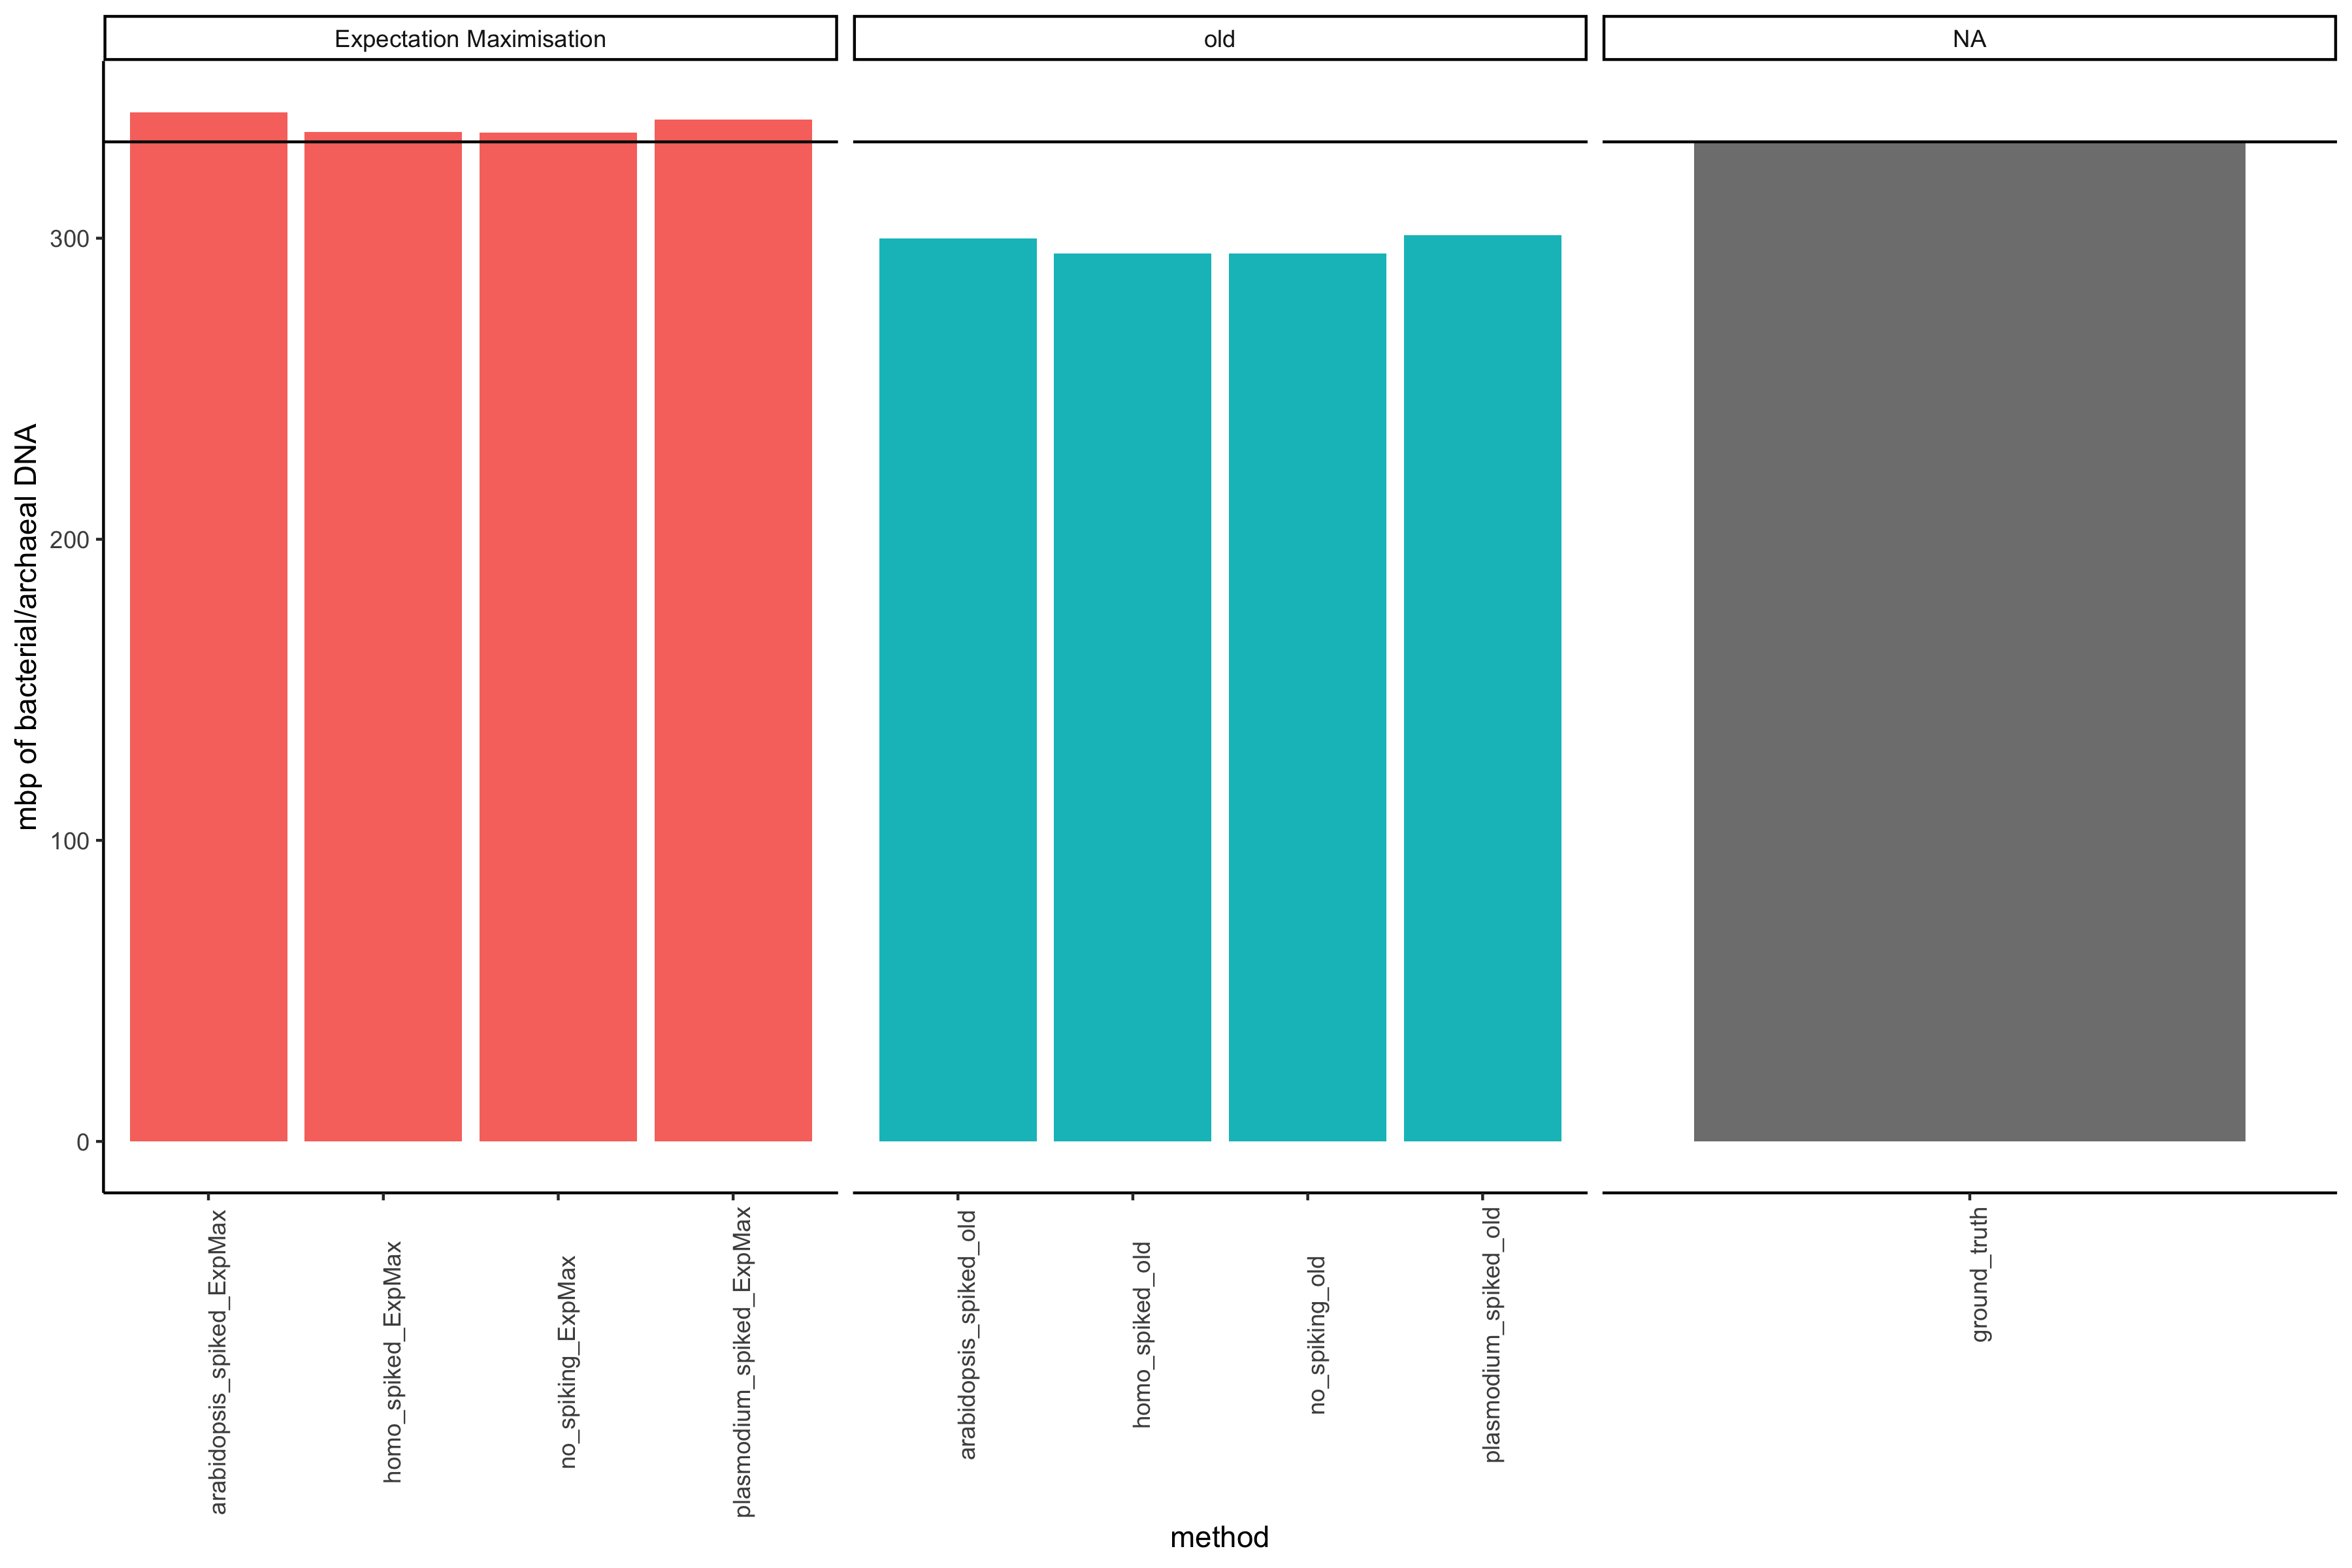 Expectation Maximisation
old
NA
mbp of bacterial/archaeal DNA
300
200
100
0
arabidopsis_spiked_ExpMax
homo_spiked_ExpMax
no_spiking_ExpMax
plasmodium_spiked_ExpMax
arabidopsis_spiked_old
homo_spiked_old
no_spiking_old
plasmodium_spiked_old
ground_truth
method